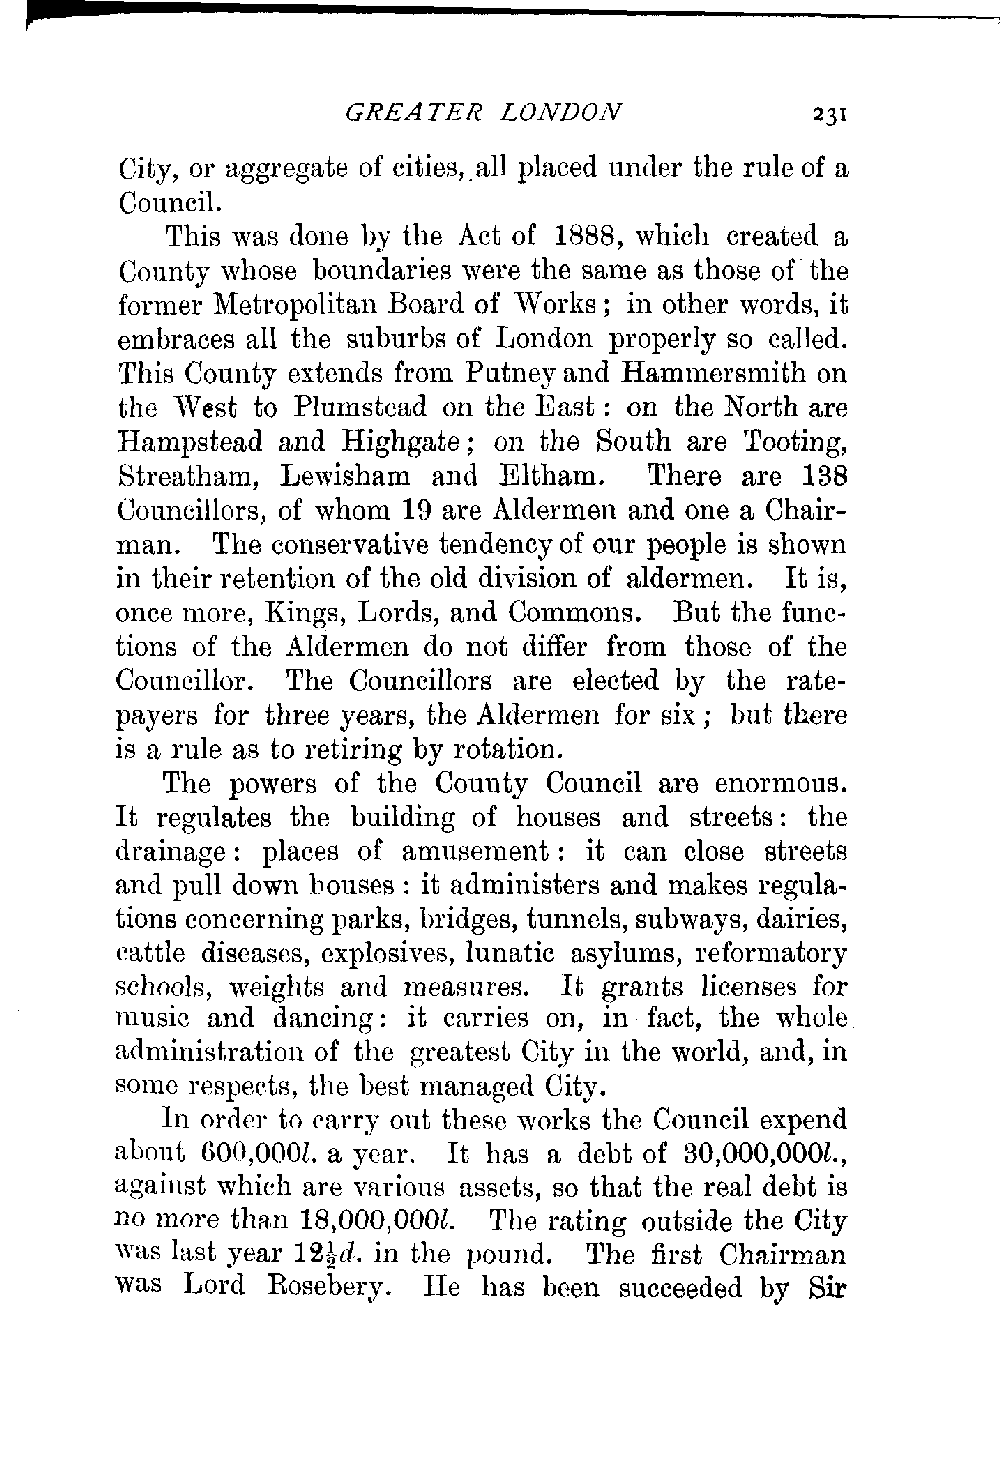 GREATER LONDON 231
City, or aggregate of cities, all placed under the rule of a
Council.
This was done by the Act of 1888, which created a
County whose boundaries were the same as those of the
former Metropolitan Board of Works; in other words, it
embraces all the suburbs of London properly so called.
This County extends from Putney and Hammersmith on
the West to Plumstead on the East: on the North are
Hampstead and Highgate; on the South are Tooting,
Streatham, Lewisham and Eltham. There are 138
Councillors, of whom 19 are Aldermen and one a Chair-
man. The conservative tendency of our people is shown
in their retention of the old division of aldermen. It is,
once more, Kings, Lords, and Commons. But the func-
tions of the Aldermen do not differ from those of the
Councillor. The Councillors are elected by the rate-
payers for three years, the Aldermen for six; but there
is a rule as to retiring by rotation.
The powers of the County Council are enormous.
It regulates the building of houses and streets: the
drainage: places of amusement: it can close streets
and pull down houses: it administers and makes regula-
tions concerning parks, bridges, tunnels, subways, dairies,
cattle diseases, explosives, lunatic asylums, reformatory
schools, weights and measures. It grants licenses for
music and dancing: it carries on, in fact, the whole
administration of the greatest City in the world, and, in
some respects, the best managed City.
In order to carry out these works the Council expend
about 600,000l. a year. It has a debt of 30,000,000l.,
against which are various assets, so that the real debt is
no more than 18,000,000l. The rating outside the City
was last year 12½d. in the pound. The first Chairman
was Lord Rosebery. He has been succeeded by Sir